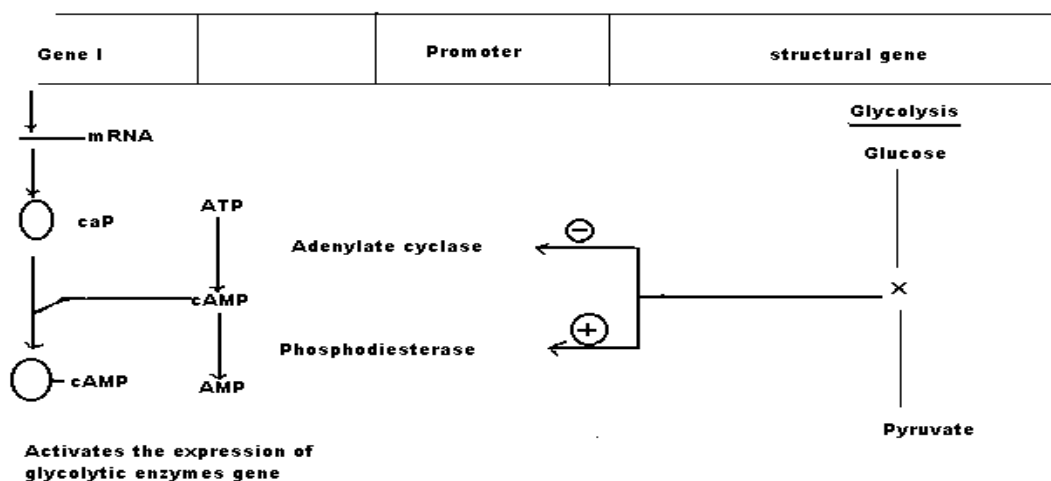 Gene I
Promoter
structural gene
Glycolysis
mRNA
Glucose
caP
ATP
Adenylate cyclase
−
cAMP
x
+
Phosphodiesterase
cAMP
AMP
Pyruvate
Activates the expression of
glycolytic enzymes gene